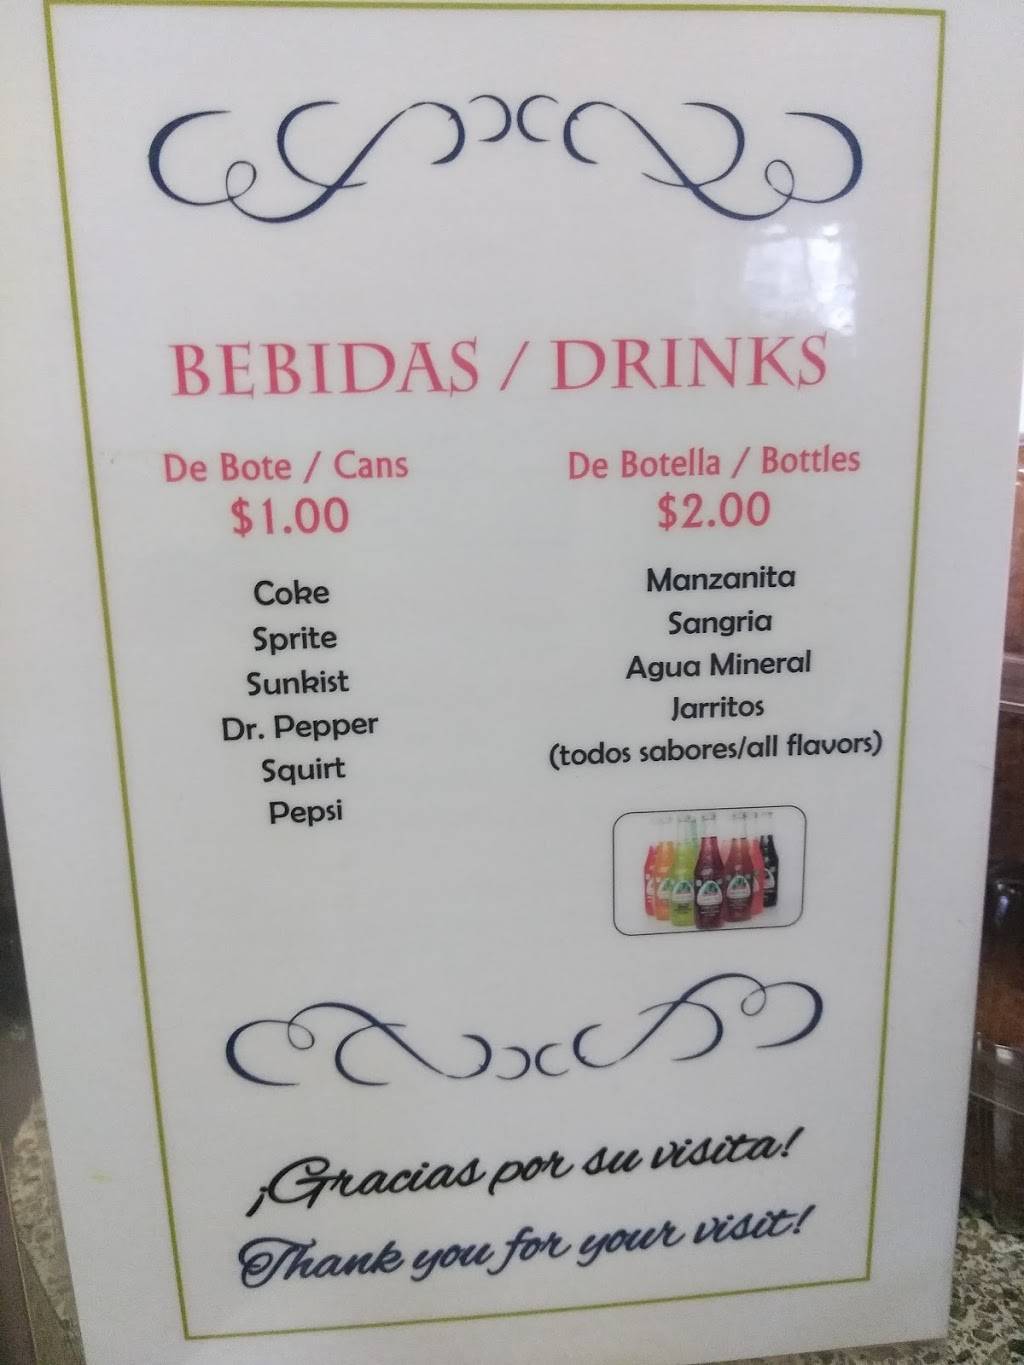 BEBIDAS / DRINKS
De Bote / Cans
$1.00
Coke
Sprite
Sunkist
Dr. Pepper
Squirt
Pepsi
De Botella / Bottles
$2.00
Manzanita
Sangria
Agua Mineral
Jarritos
(todos sabores/all flavors)
¡Gracias por su visita!
Thank you for your visit!